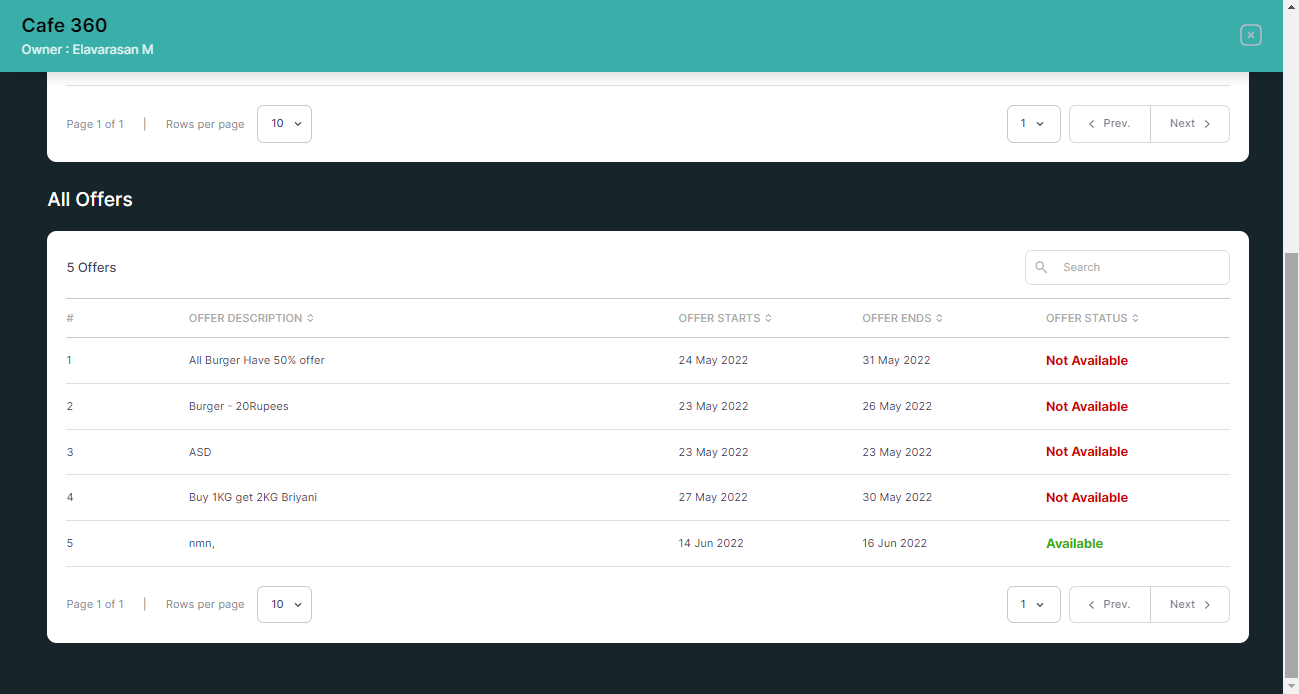 Cafe 360
Owner : Elavarasan M
Page 1 of 1 | Rows per page 10 1 Prev. Next
All Offers
5 Offers Search
# OFFER DESCRIPTION OFFER STARTS OFFER ENDS OFFER STATUS
1 All Burger Have 50% offer 24 May 2022 31 May 2022 Not Available
2 Burger - 20Rupees 23 May 2022 26 May 2022 Not Available
3 ASD 23 May 2022 23 May 2022 Not Available
4 Buy 1KG get 2KG Briyani 27 May 2022 30 May 2022 Not Available
5 nmn, 14 Jun 2022 16 Jun 2022 Available
Page 1 of 1 | Rows per page 10 1 Prev. Next